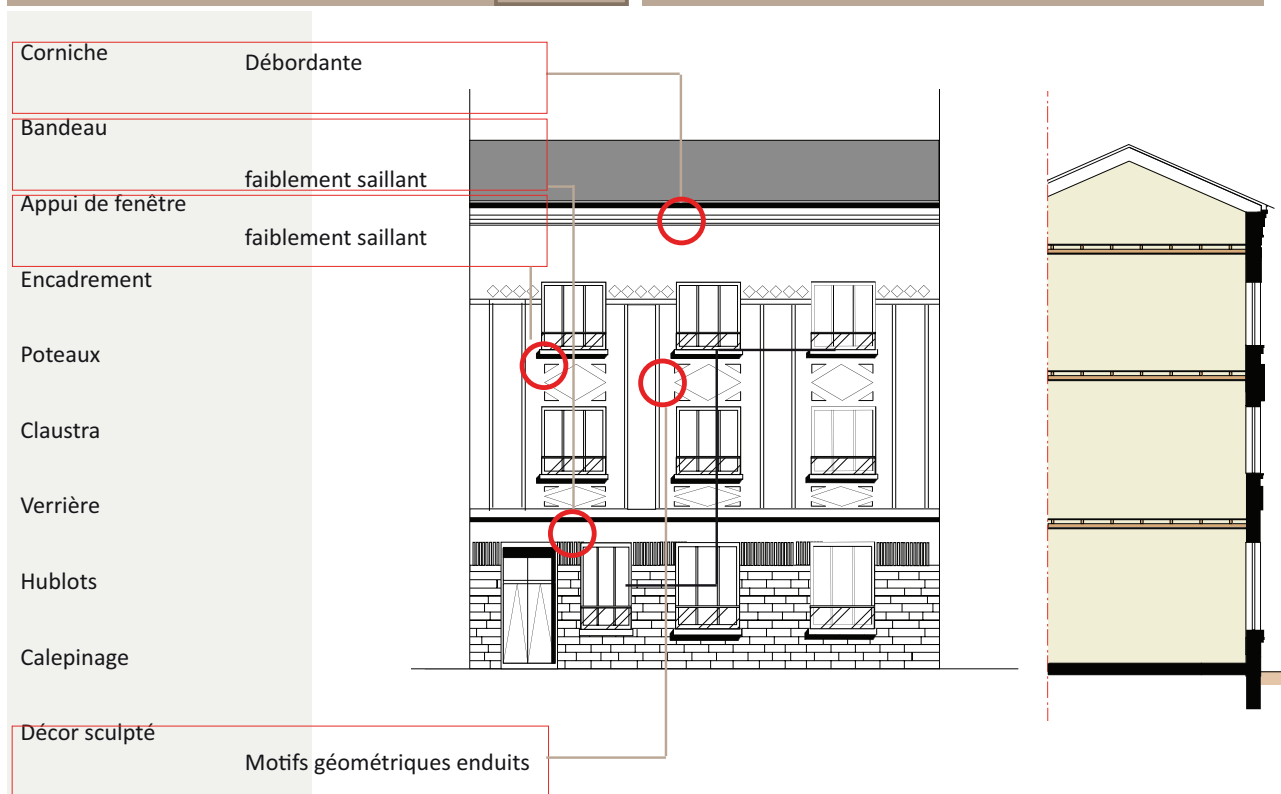 Corniche
Débordante
Bandeau
faiblement saillant
Appui de fenêtre
faiblement saillant
Encadrement
Poteaux
Claustra
Verrière
Hublots
Calepinage
Décor sculpté
Motifs géométriques enduits